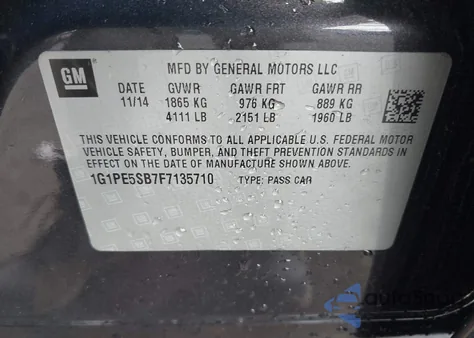 GM
MFD BY GENERAL MOTORS LLC
DATE GVWR GAWR FRT GAWR RR
11/14 1865 KG 976 KG 889 KG
4111 LB 2151 LB 1960 LB
THIS VEHICLE CONFORMS TO ALL APPLICABLE U.S. FEDERAL MOTOR
VEHICLE SAFETY, BUMPER, AND THEFT PREVENTION STANDARDS IN
EFFECT ON THE DATE OF MANUFACTURE SHOWN ABOVE.
1G1PE5SB7F7135710 TYPE: PASS CAR